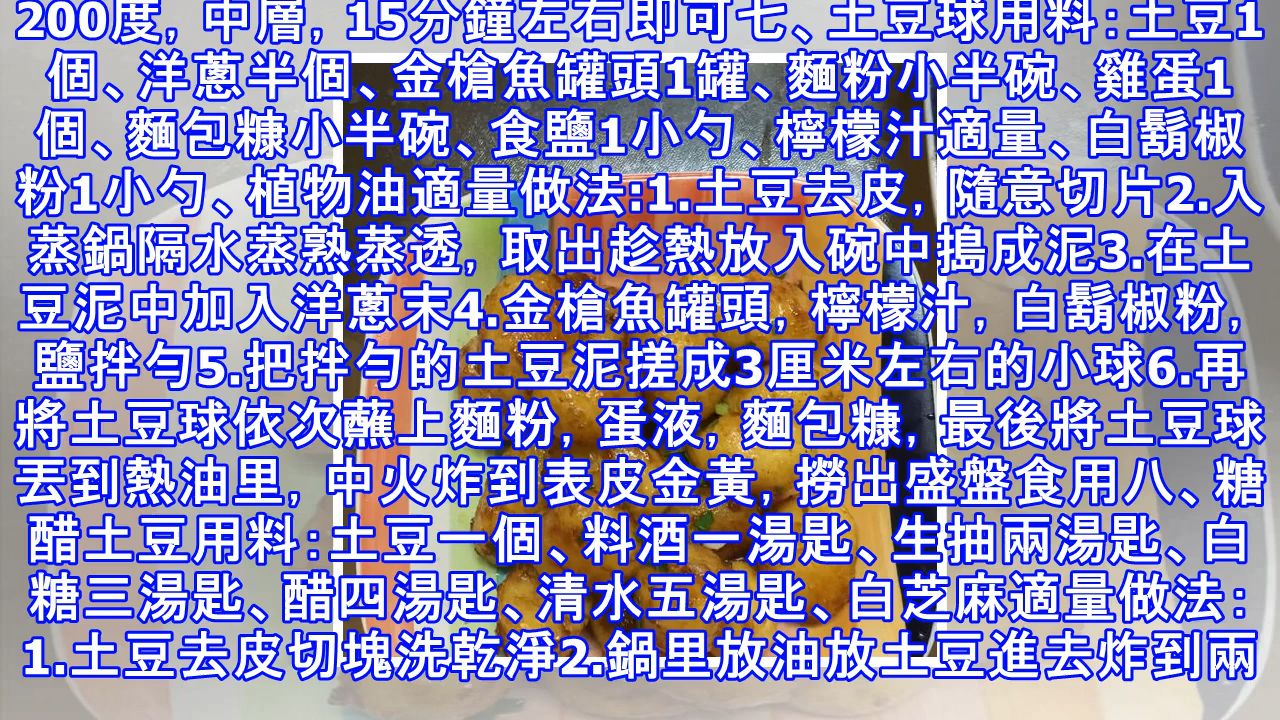 200度, 中層, 15分鐘左右即可七、土豆球用料：土豆1
個、洋蔥半個、金槍魚罐頭1罐、麵粉小半碗、雞蛋1
個、麵包糠小半碗、食鹽1小勺、檸檬汁適量、白鬍椒
粉1小勺、植物油適量做法:1.土豆去皮, 隨意切片2.入
蒸鍋隔水蒸熟蒸透, 取出趁熱放入碗中搗成泥3.在土
豆泥中加入洋蔥末4.金槍魚罐頭, 檸檬汁, 白鬍椒粉,
鹽拌勻5.把拌勻的土豆泥搓成3厘米左右的小球6.再
將土豆球依次蘸上麵粉, 蛋液, 麵包糠, 最後將土豆球
丟到熱油里, 中火炸到表皮金黃, 撈出盛盤食用八、糖
醋土豆用料：土豆一個、料酒一湯匙、生抽兩湯匙、白
糖三湯匙、醋四湯匙、清水五湯匙、白芝麻適量做法：
1.土豆去皮切塊洗乾淨2.鍋里放油放土豆進去炸到兩